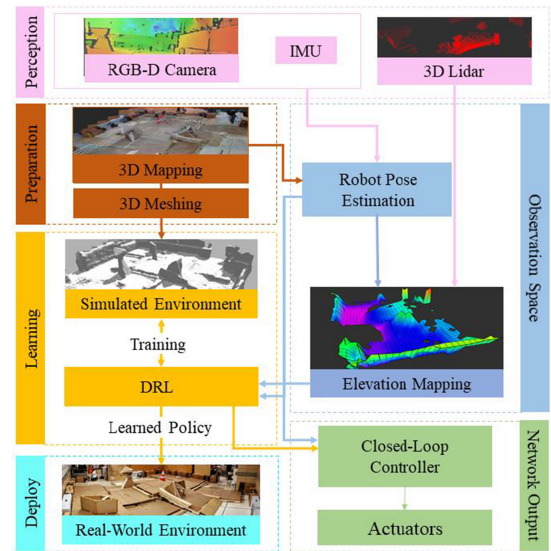 Perception
RGB-D Camera
IMU
3D Lidar
Preparation
3D Mapping
3D Meshing
Robot Pose
Estimation
Observation Space
Learning
Simulated Environment
Training
DRL
Learned Policy
Elevation Mapping
Closed-Loop
Controller
Actuators
Network Output
Deploy
Real-World Environment